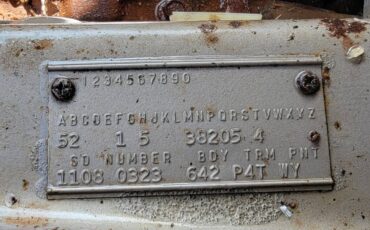 1234567890
ABCDEFGHJKLMNPQRSTVWXYZ
52 1 5 38205 4
SO NUMBER BDY TRM PNT
1108 0323 642 P4T WY